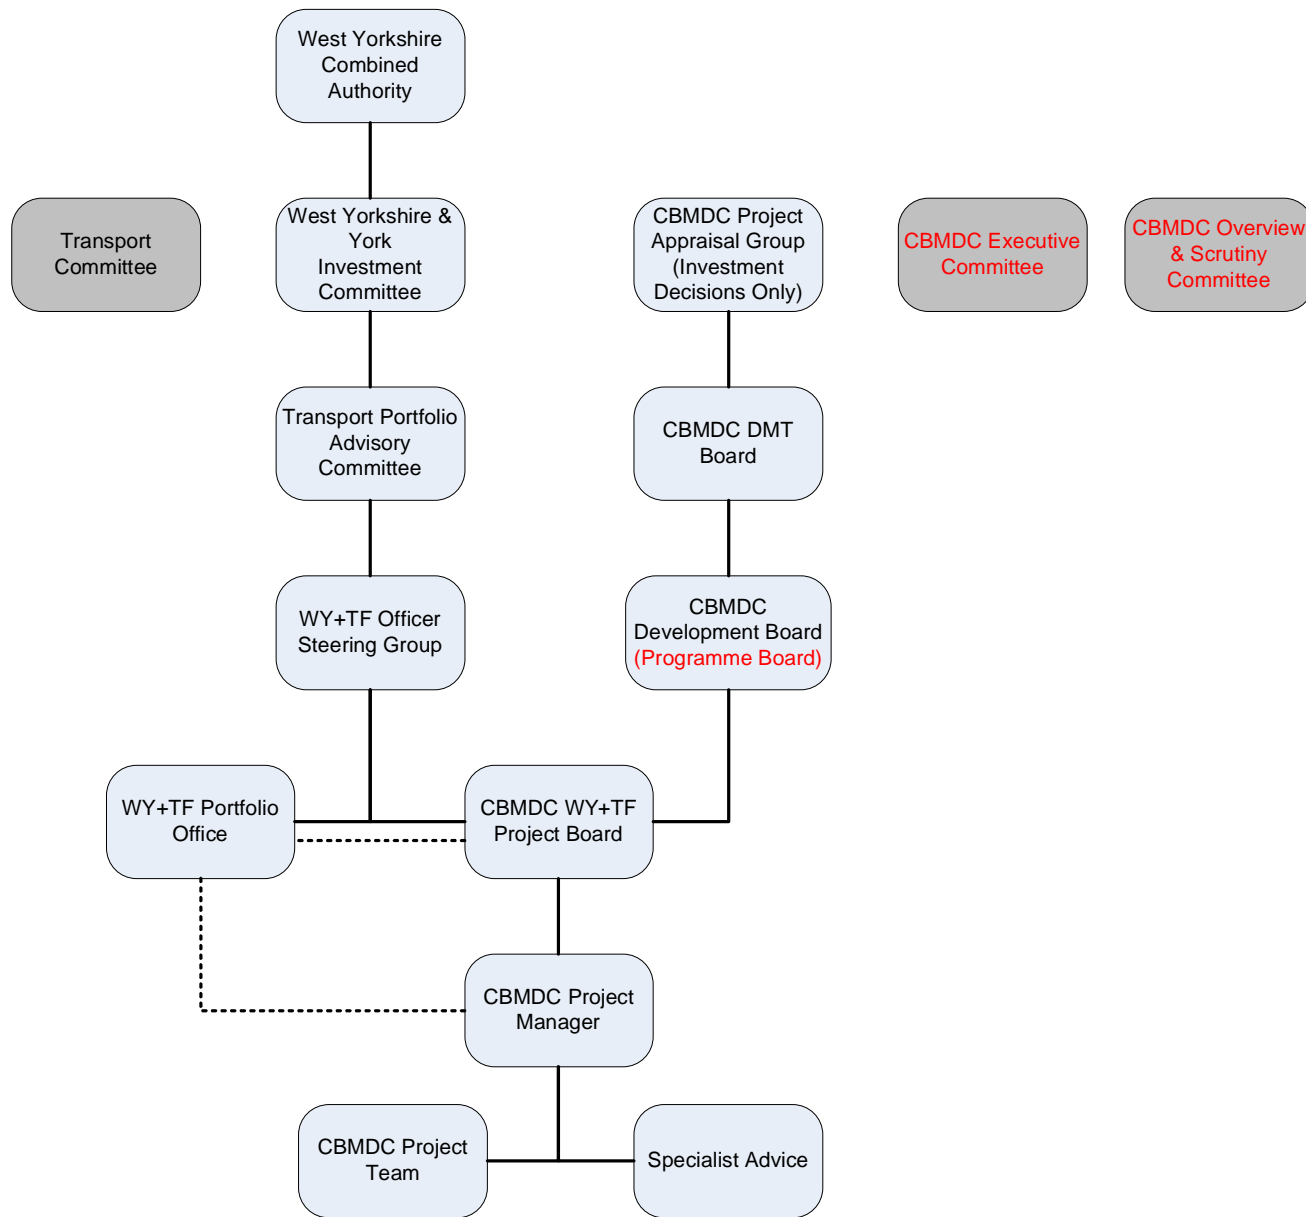 West Yorkshire
Combined
Authority
Transport
Committee
West Yorkshire &
York
Investment
Committee
CBMDC Project
Appraisal Group
(Investment
Decisions Only)
CBMDC Executive
Committee
CBMDC Overview
& Scrutiny
Committee
Transport Portfolio
Advisory
Committee
CBMDC DMT
Board
WY+TF Officer
Steering Group
CBMDC
Development Board
(Programme Board)
WY+TF Portfolio
Office
CBMDC WY+TF
Project Board
CBMDC Project
Manager
CBMDC Project
Team
Specialist Advice